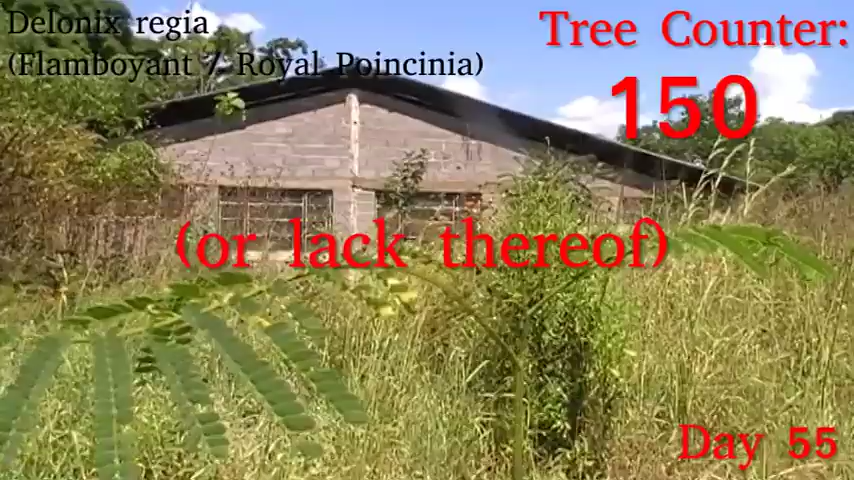 Delonix regia
(Flamboyant / Royal Poincinia)
Tree Counter:
150
(or lack thereof)
Day 55